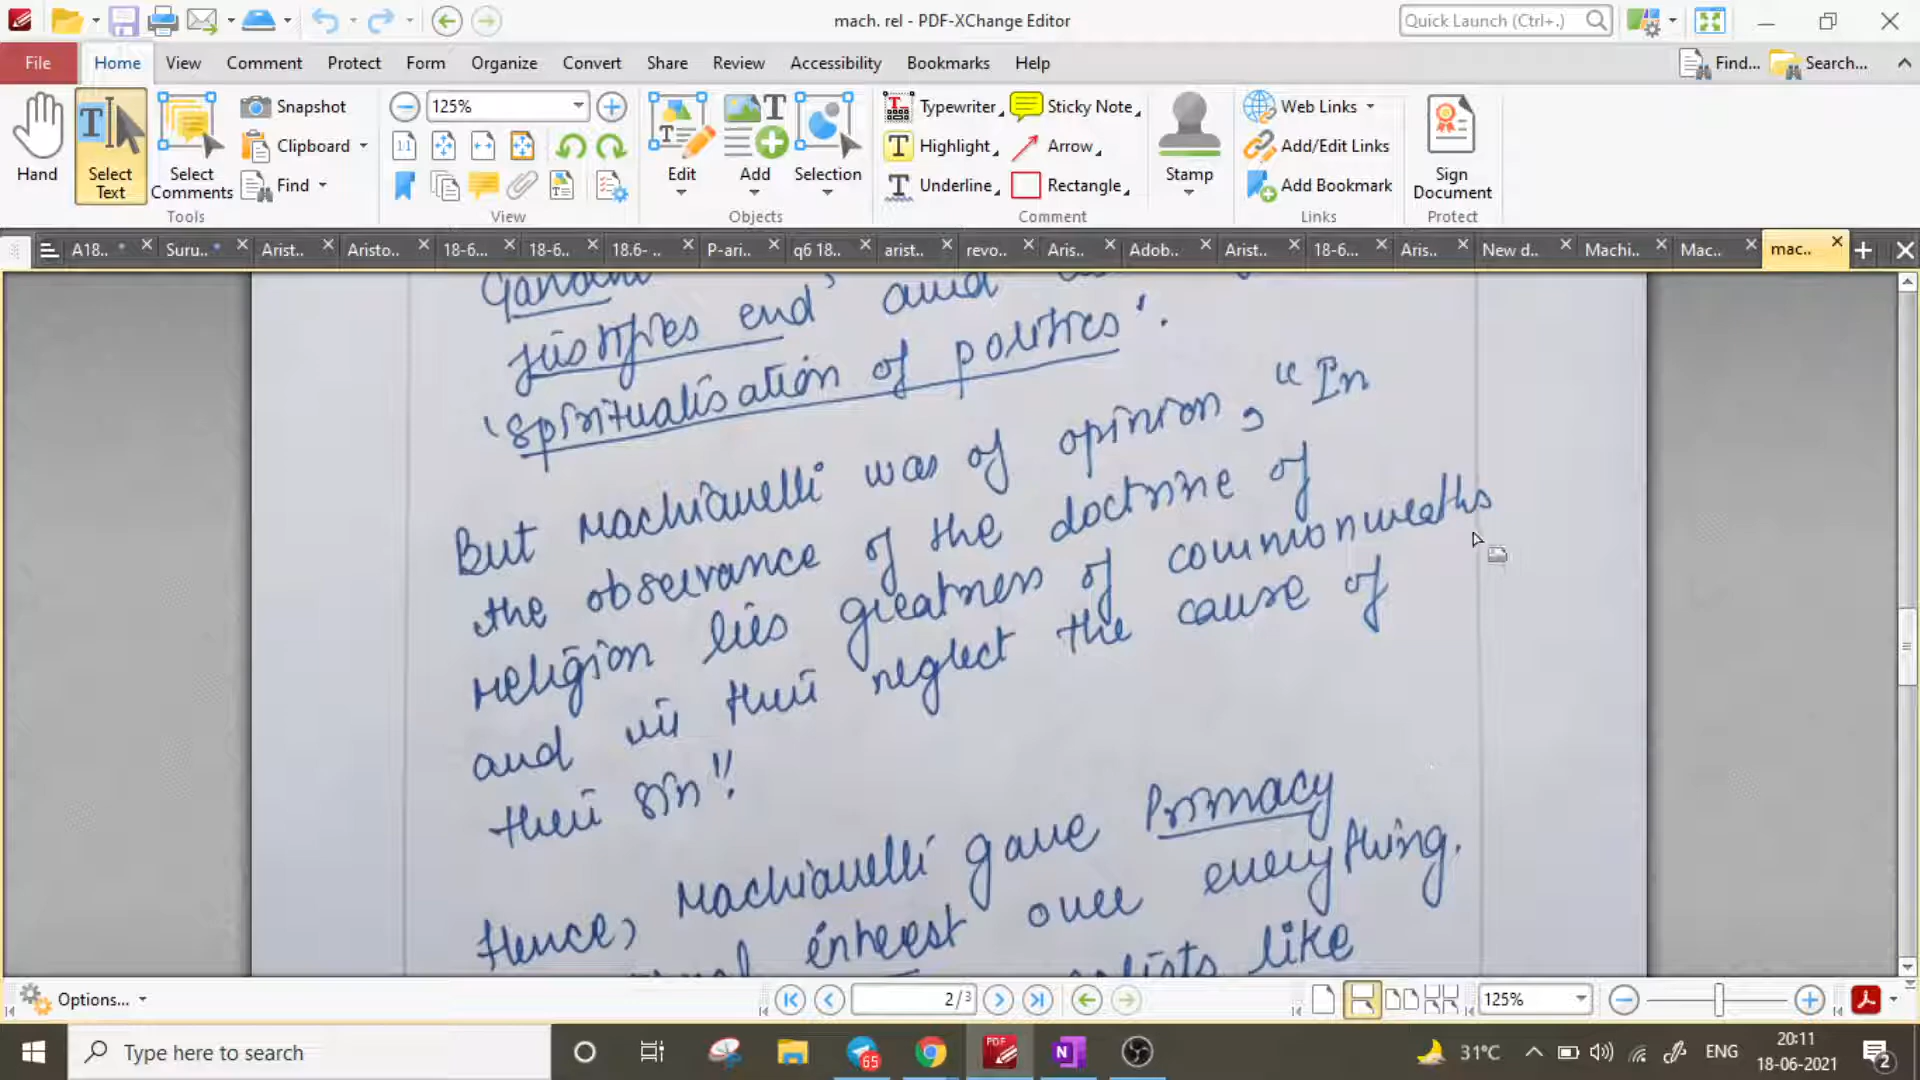 mach. rel - PDF-XChange Editor
Quick Launch (Ctrl+.)
File Home View Comment Protect Form Organize Convert Share Review Accessibility Bookmarks Help Find... Search...
Hand
Select Text
Select Comments
Snapshot
Clipboard
Find
Tools
125%
View
Edit
Add
Selection
Objects
Typewriter
Highlight
Underline
Sticky Note
Arrow
Rectangle
Stamp
Comment
Web Links
Add/Edit Links
Add Bookmark
Links
Sign Document
Protect
A18.. * Suru.. * Arist.. Aristo.. 18-6... 18-6.. 18.6-.. P-ari.. q6 18.. arist.. revo.. Aris.. Adob.. Arist.. 18-6.. Aris.. New d.. Machi.. Mac.. mac..
Gandhi
justifies end' and
'spiritualisation of politics'.
But Machiavelli was of opinion, "In
the observance of the doctrine of
religion lies greatness of commonweaths
and in their neglect the cause of
their sin".
Hence, Machiavelli gave Primacy
interest over everything.
like
Options...
2/3
125%
Type here to search
65
31°C
ENG
20:11
18-06-2021
2